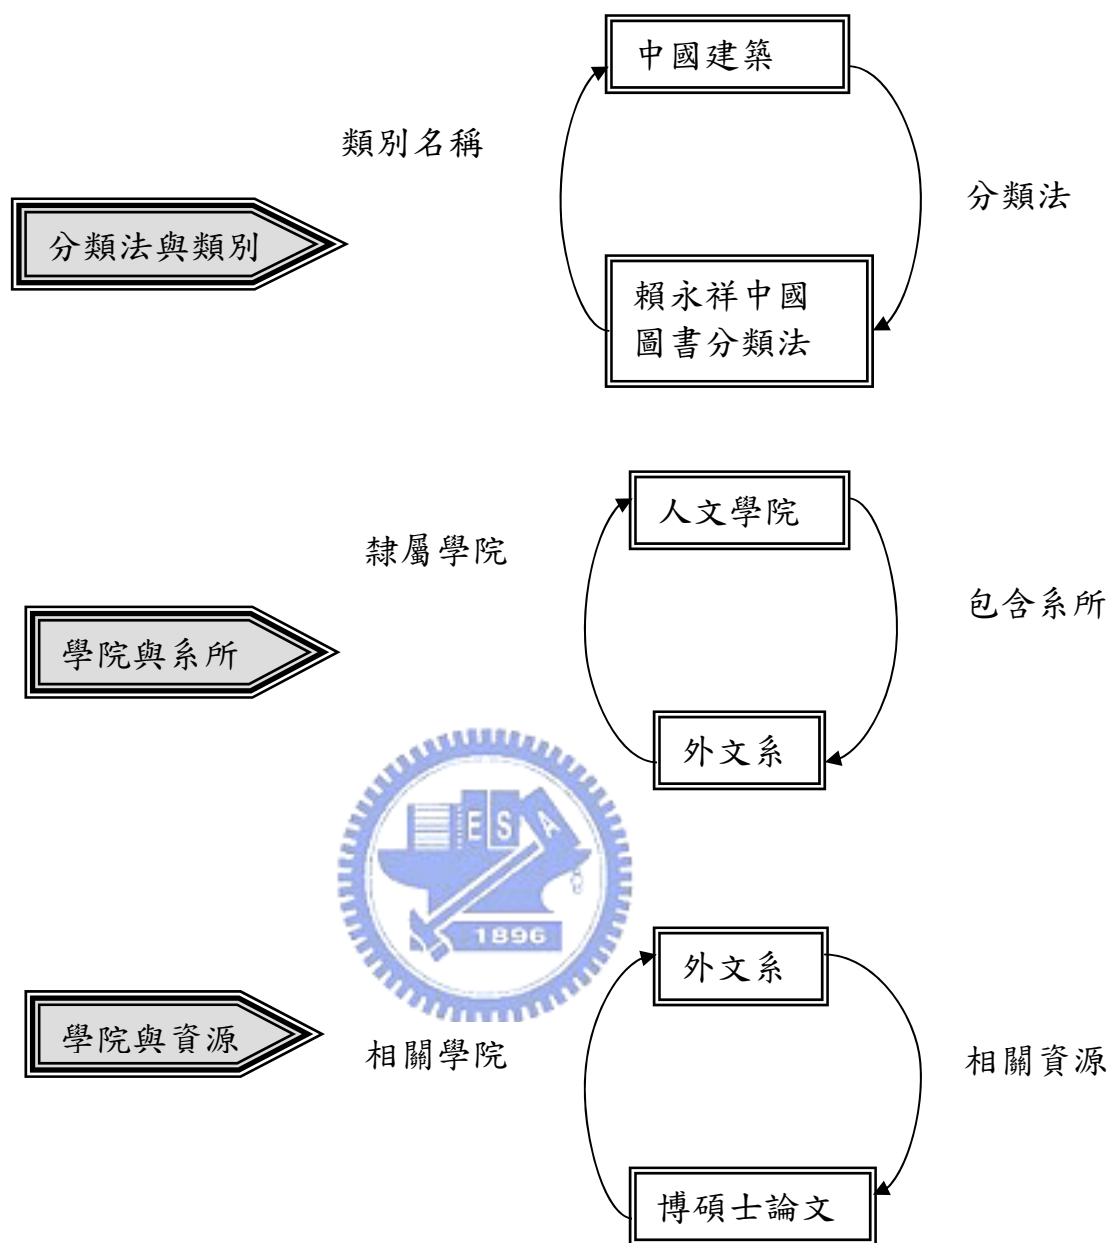 中國建築
類別名稱
分類法
分類法與類別
賴永祥中國
圖書分類法
人文學院
隸屬學院
包含系所
學院與系所
外文系
ESA
1896
外文系
學院與資源
相關學院
相關資源
博碩士論文